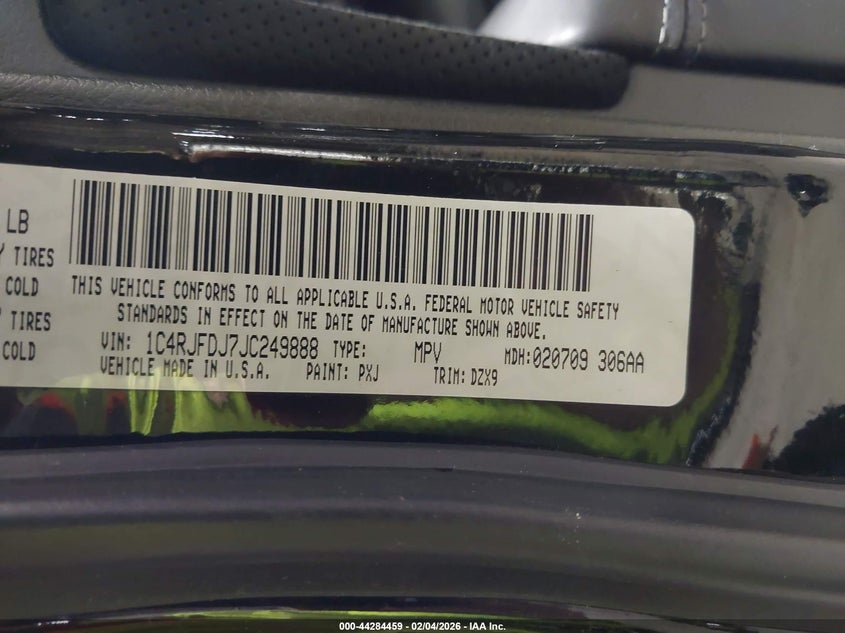 LB
TIRES
COLD
TIRES
COLD
THIS VEHICLE CONFORMS TO ALL APPLICABLE U.S.A. FEDERAL MOTOR VEHICLE SAFETY
STANDARDS IN EFFECT ON THE DATE OF MANUFACTURE SHOWN ABOVE.
VIN: 1C4RJFDJ7JC249888 TYPE: MPV MDH:020709 306AA
VEHICLE MADE IN U.S.A. PAINT: PXJ TRIM: DZX9
000-44284459 - 02/04/2026 - IAA Inc.